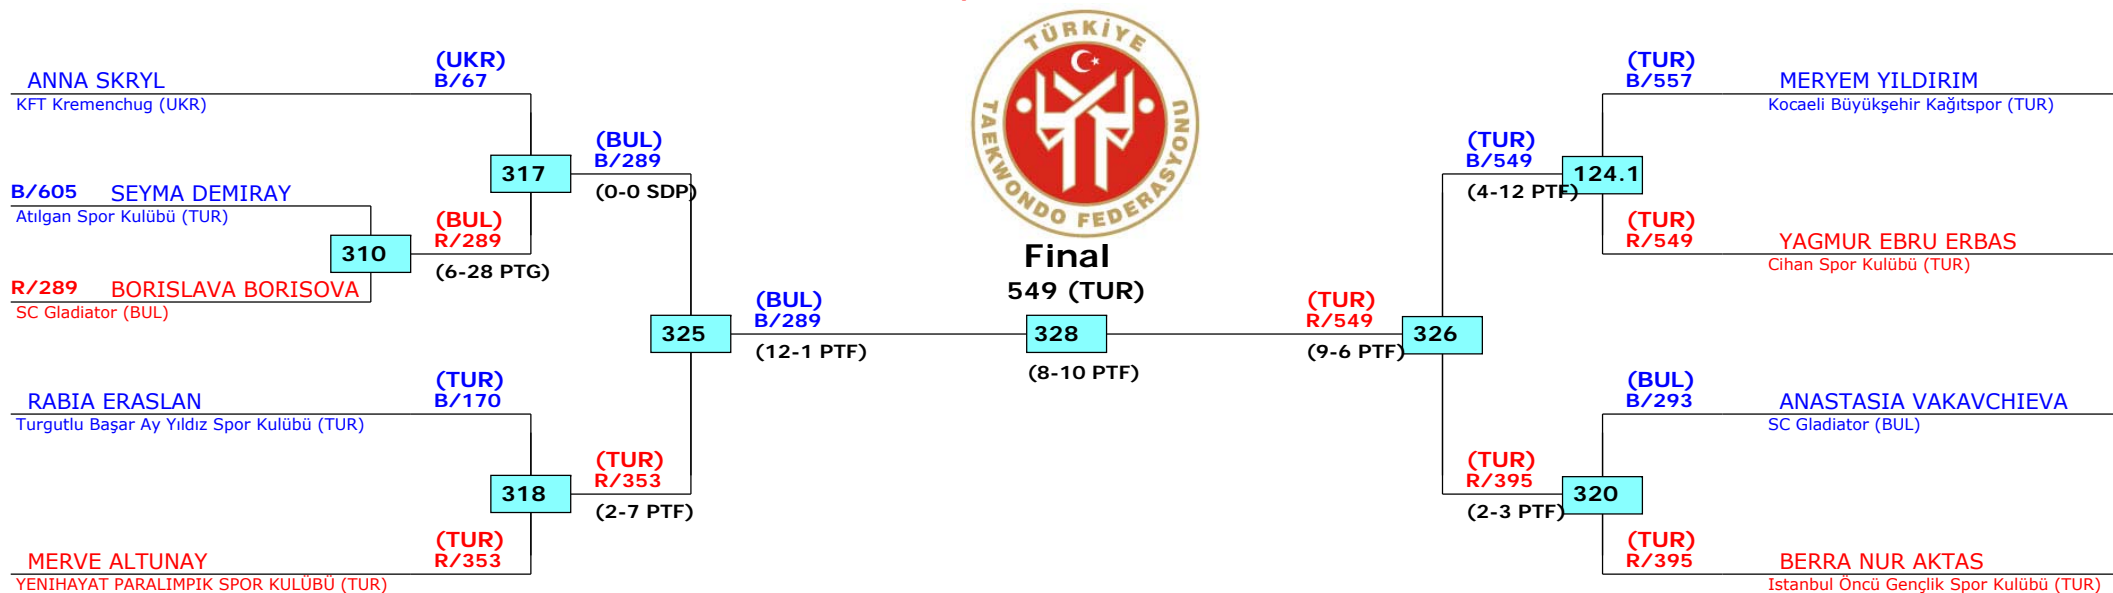 ANNA SKRYL
KFT Kremenchug (UKR)
(UKR)
B/67
B/605 SEYMA DEMIRAY
Atılgan Spor Kulübü (TUR)
R/289 BORISLAVA BORISOVA
SC Gladiator (BUL)
310
(BUL)
R/289
(6-28 PTG)
317
(BUL)
B/289
(0-0 SDP)
RABIA ERASLAN
Turgutlu Başar Ay Yıldız Spor Kulübü (TUR)
(TUR)
B/170
MERVE ALTUNAY
YENIHAYAT PARALIMPIK SPOR KULÜBÜ (TUR)
(TUR)
R/353
318
(TUR)
R/353
(2-7 PTF)
325
(BUL)
B/289
(12-1 PTF)
TÜRKİYE
TAEKWONDO FEDERASYONU
Final
549 (TUR)
328
(8-10 PTF)
(TUR)
R/549
(9-6 PTF)
326
(TUR)
B/549
(4-12 PTF)
124.1
(TUR)
B/557
MERYEM YILDIRIM
Kocaeli Büyükşehir Kağıtspor (TUR)
(TUR)
R/549
YAGMUR EBRU ERBAS
Cihan Spor Kulübü (TUR)
(TUR)
R/395
(2-3 PTF)
320
(BUL)
B/293
ANASTASIA VAKAVCHIEVA
SC Gladiator (BUL)
(TUR)
R/395
BERRA NUR AKTAS
Istanbul Öncü Gençlik Spor Kulübü (TUR)